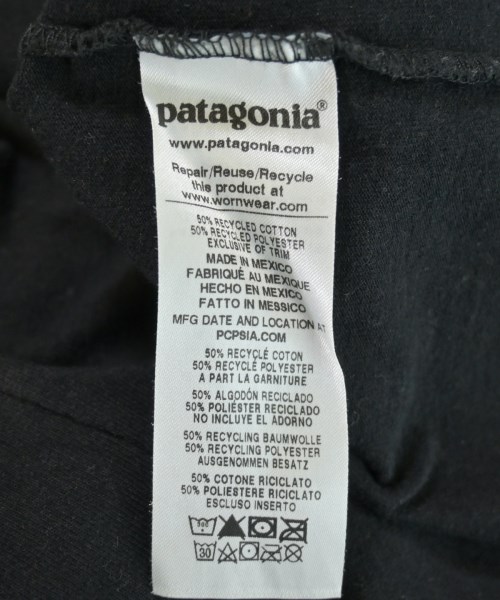 patagonia®
www.patagonia.com
Repair/Reuse/Recycle
this product at
www.wornwear.com
50% RECYCLED COTTON
50% RECYCLED POLYESTER
EXCLUSIVE OF TRIM
MADE IN MEXICO
FABRIQUÉ AU MEXIQUE
HECHO EN MEXICO
FATTO IN MESSICO
MFG DATE AND LOCATION AT
PCPSIA.COM
50% RECYCLÉ COTON
50% RECYCLÉ POLYESTER
A PART LA GARNITURE
50% ALGODÓN RECICLADO
50% POLIÉSTER RECICLADO
NO INCLUYE EL ADORNO
50% RECYCLING BAUMWOLLE
50% RECYCLING POLYESTER
AUSGENOMMEN BESATZ
50% COTONE RICICLATO
50% POLIESTERE RICICLATO
ESCLUSO INSERTO
30